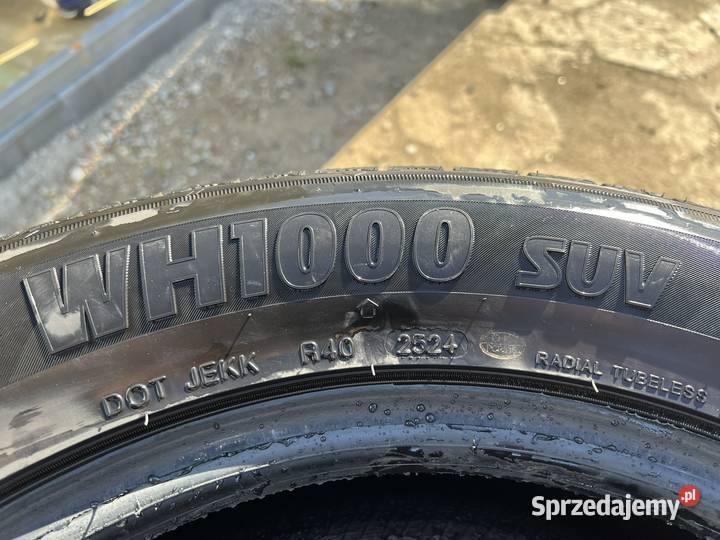 WH1000 SUV
DOT JEKK R40 2524 RADIAL TUBELESS
Sprzedajemy.pl